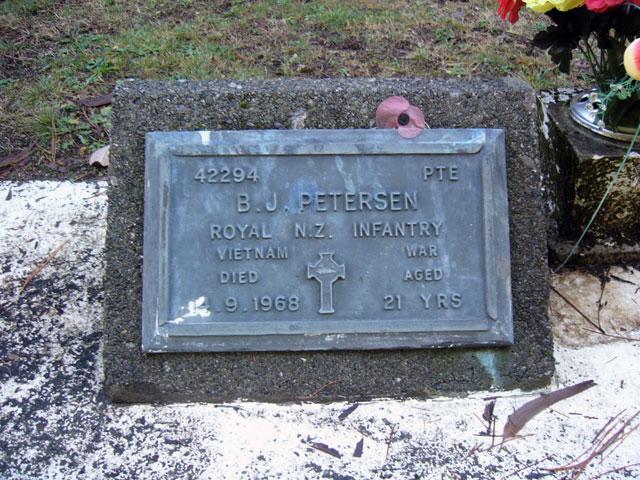 42294 PTE
B.J. PETERSEN
ROYAL N.Z. INFANTRY
VIETNAM WAR
DIED AGED
.9.1968 21 YRS